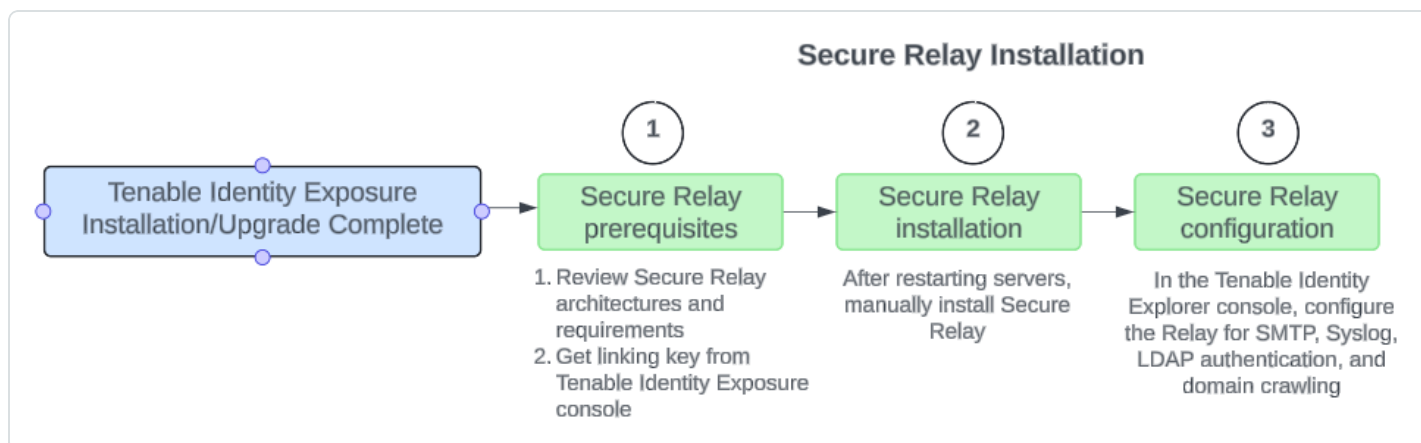 Secure Relay Installation
1
2
3
Tenable Identity Exposure
Installation/Upgrade Complete
Secure Relay
prerequisites
Secure Relay
installation
Secure Relay
configuration
1. Review Secure Relay
architectures and
requirements
2. Get linking key from
Tenable Identity Exposure
console
After restarting servers,
manually install Secure
Relay
In the Tenable Identity
Explorer console, configure
the Relay for SMTP, Syslog,
LDAP authentication, and
domain crawling